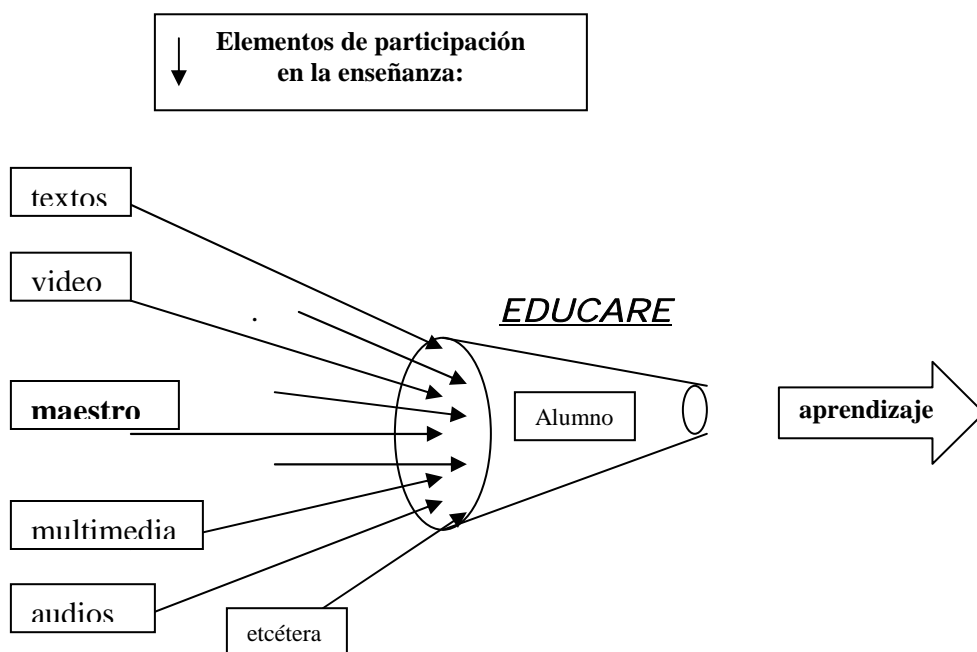 Elementos de participación
en la enseñanza:
textos
video
.
EDUCARE
maestro
Alumno
aprendizaje
multimedia
audios
etcétera